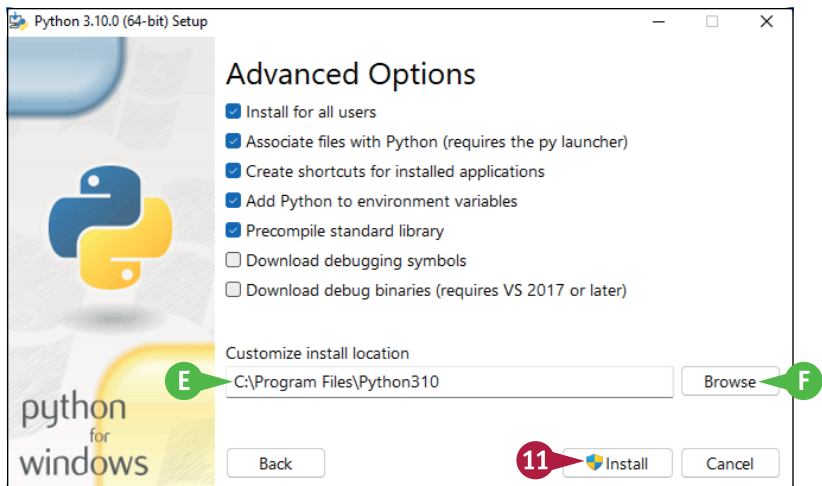 Python 3.10.0 (64-bit) Setup
Advanced Options
Install for all users
Associate files with Python (requires the py launcher)
Create shortcuts for installed applications
Add Python to environment variables
Precompile standard library
Download debugging symbols
Download debug binaries (requires VS 2017 or later)
Customize install location
E C:\Program Files\Python310 Browse F
python
for
windows
Back 11 Install Cancel